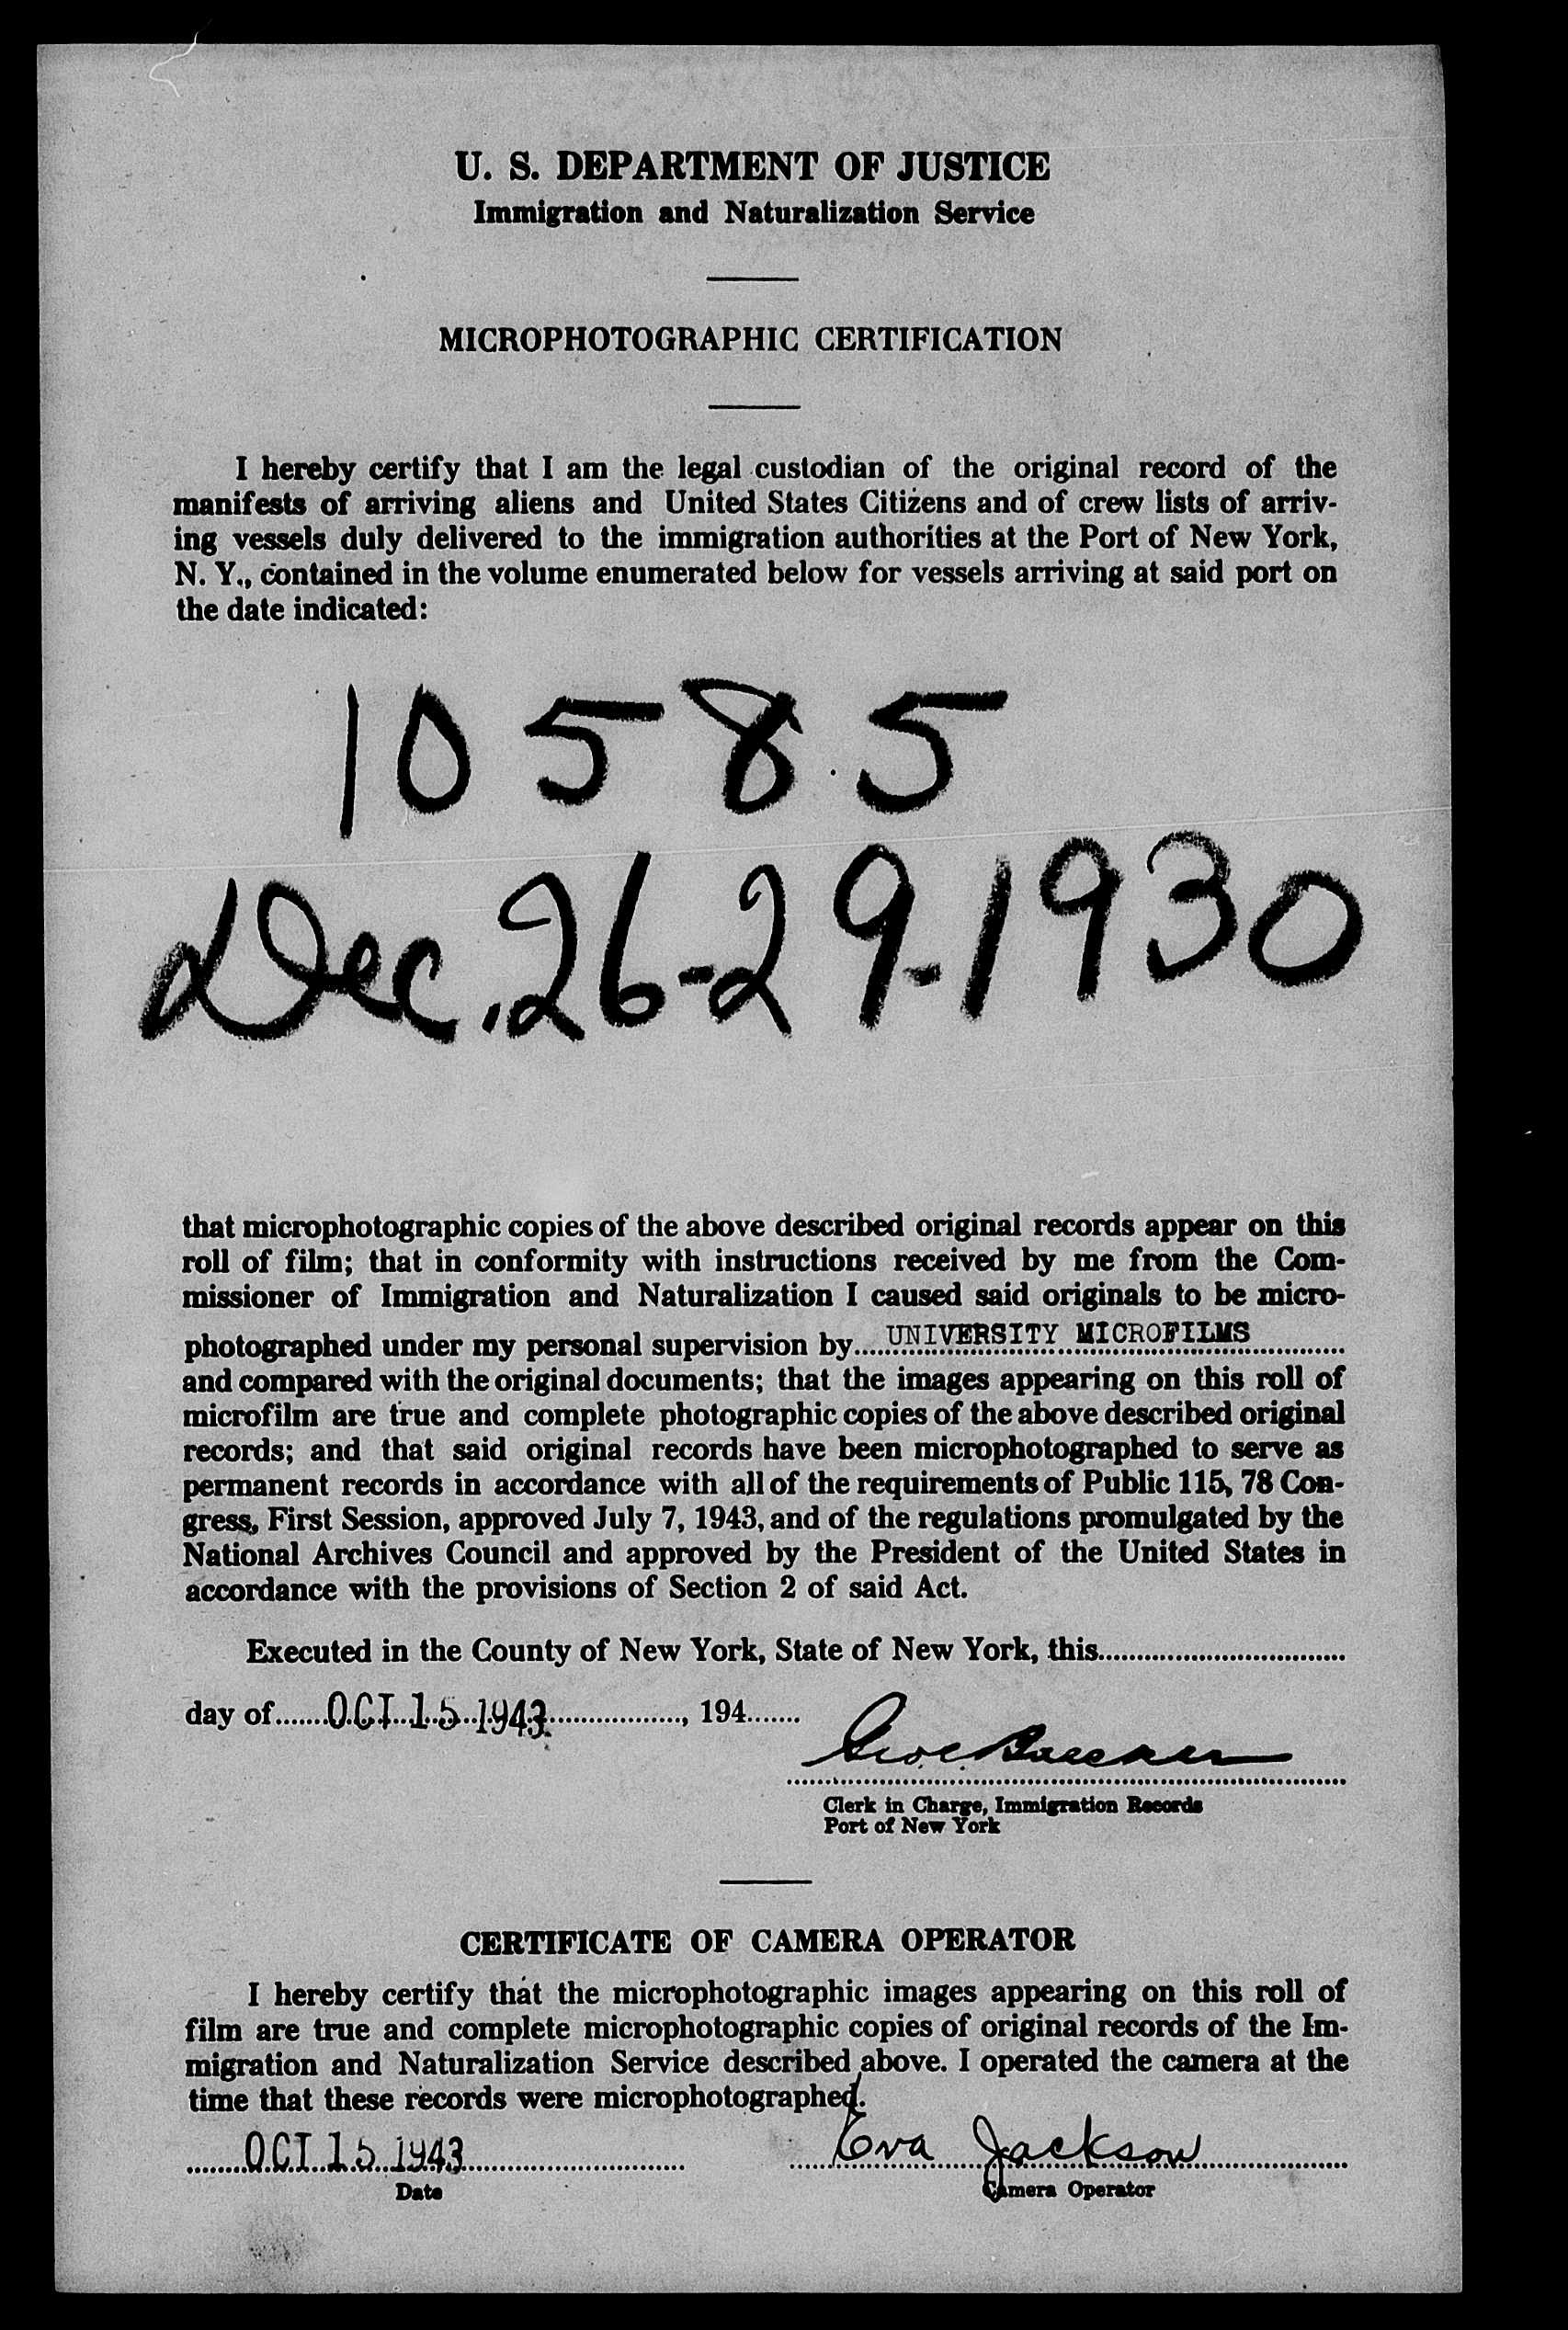 U. S. DEPARTMENT OF JUSTICE
Immigration and Naturalization Service
MICROPHOTOGRAPHIC CERTIFICATION
I hereby certify that I am the legal custodian of the original record of the
manifests of arriving aliens and United States Citizens and of crew lists of arriv-
ing vessels duly delivered to the immigration authorities at the Port of New York,
N. Y., contained in the volume enumerated below for vessels arriving at said port on
the date indicated:
10585
Dec. 26-29-1930
that microphotographic copies of the above described original records appear on this
roll of film; that in conformity with instructions received by me from the Com-
missioner of Immigration and Naturalization I caused said originals to be micro-
photographed under my personal supervision by UNIVERSITY MICROFILMS
and compared with the original documents; that the images appearing on this roll of
microfilm are true and complete photographic copies of the above described original
records; and that said original records have been microphotographed to serve as
permanent records in accordance with all of the requirements of Public 115, 78 Con-
gress, First Session, approved July 7, 1943, and of the regulations promulgated by the
National Archives Council and approved by the President of the United States in
accordance with the provisions of Section 2 of said Act.
Executed in the County of New York, State of New York, this
day of OCT 15 1943, 194
Clerk in Charge, Immigration Records
Port of New York
CERTIFICATE OF CAMERA OPERATOR
I hereby certify that the microphotographic images appearing on this roll of
film are true and complete microphotographic copies of original records of the Im-
migration and Naturalization Service described above. I operated the camera at the
time that these records were microphotographed.
OCT 15 1943 Eva Jackson
Date Camera Operator